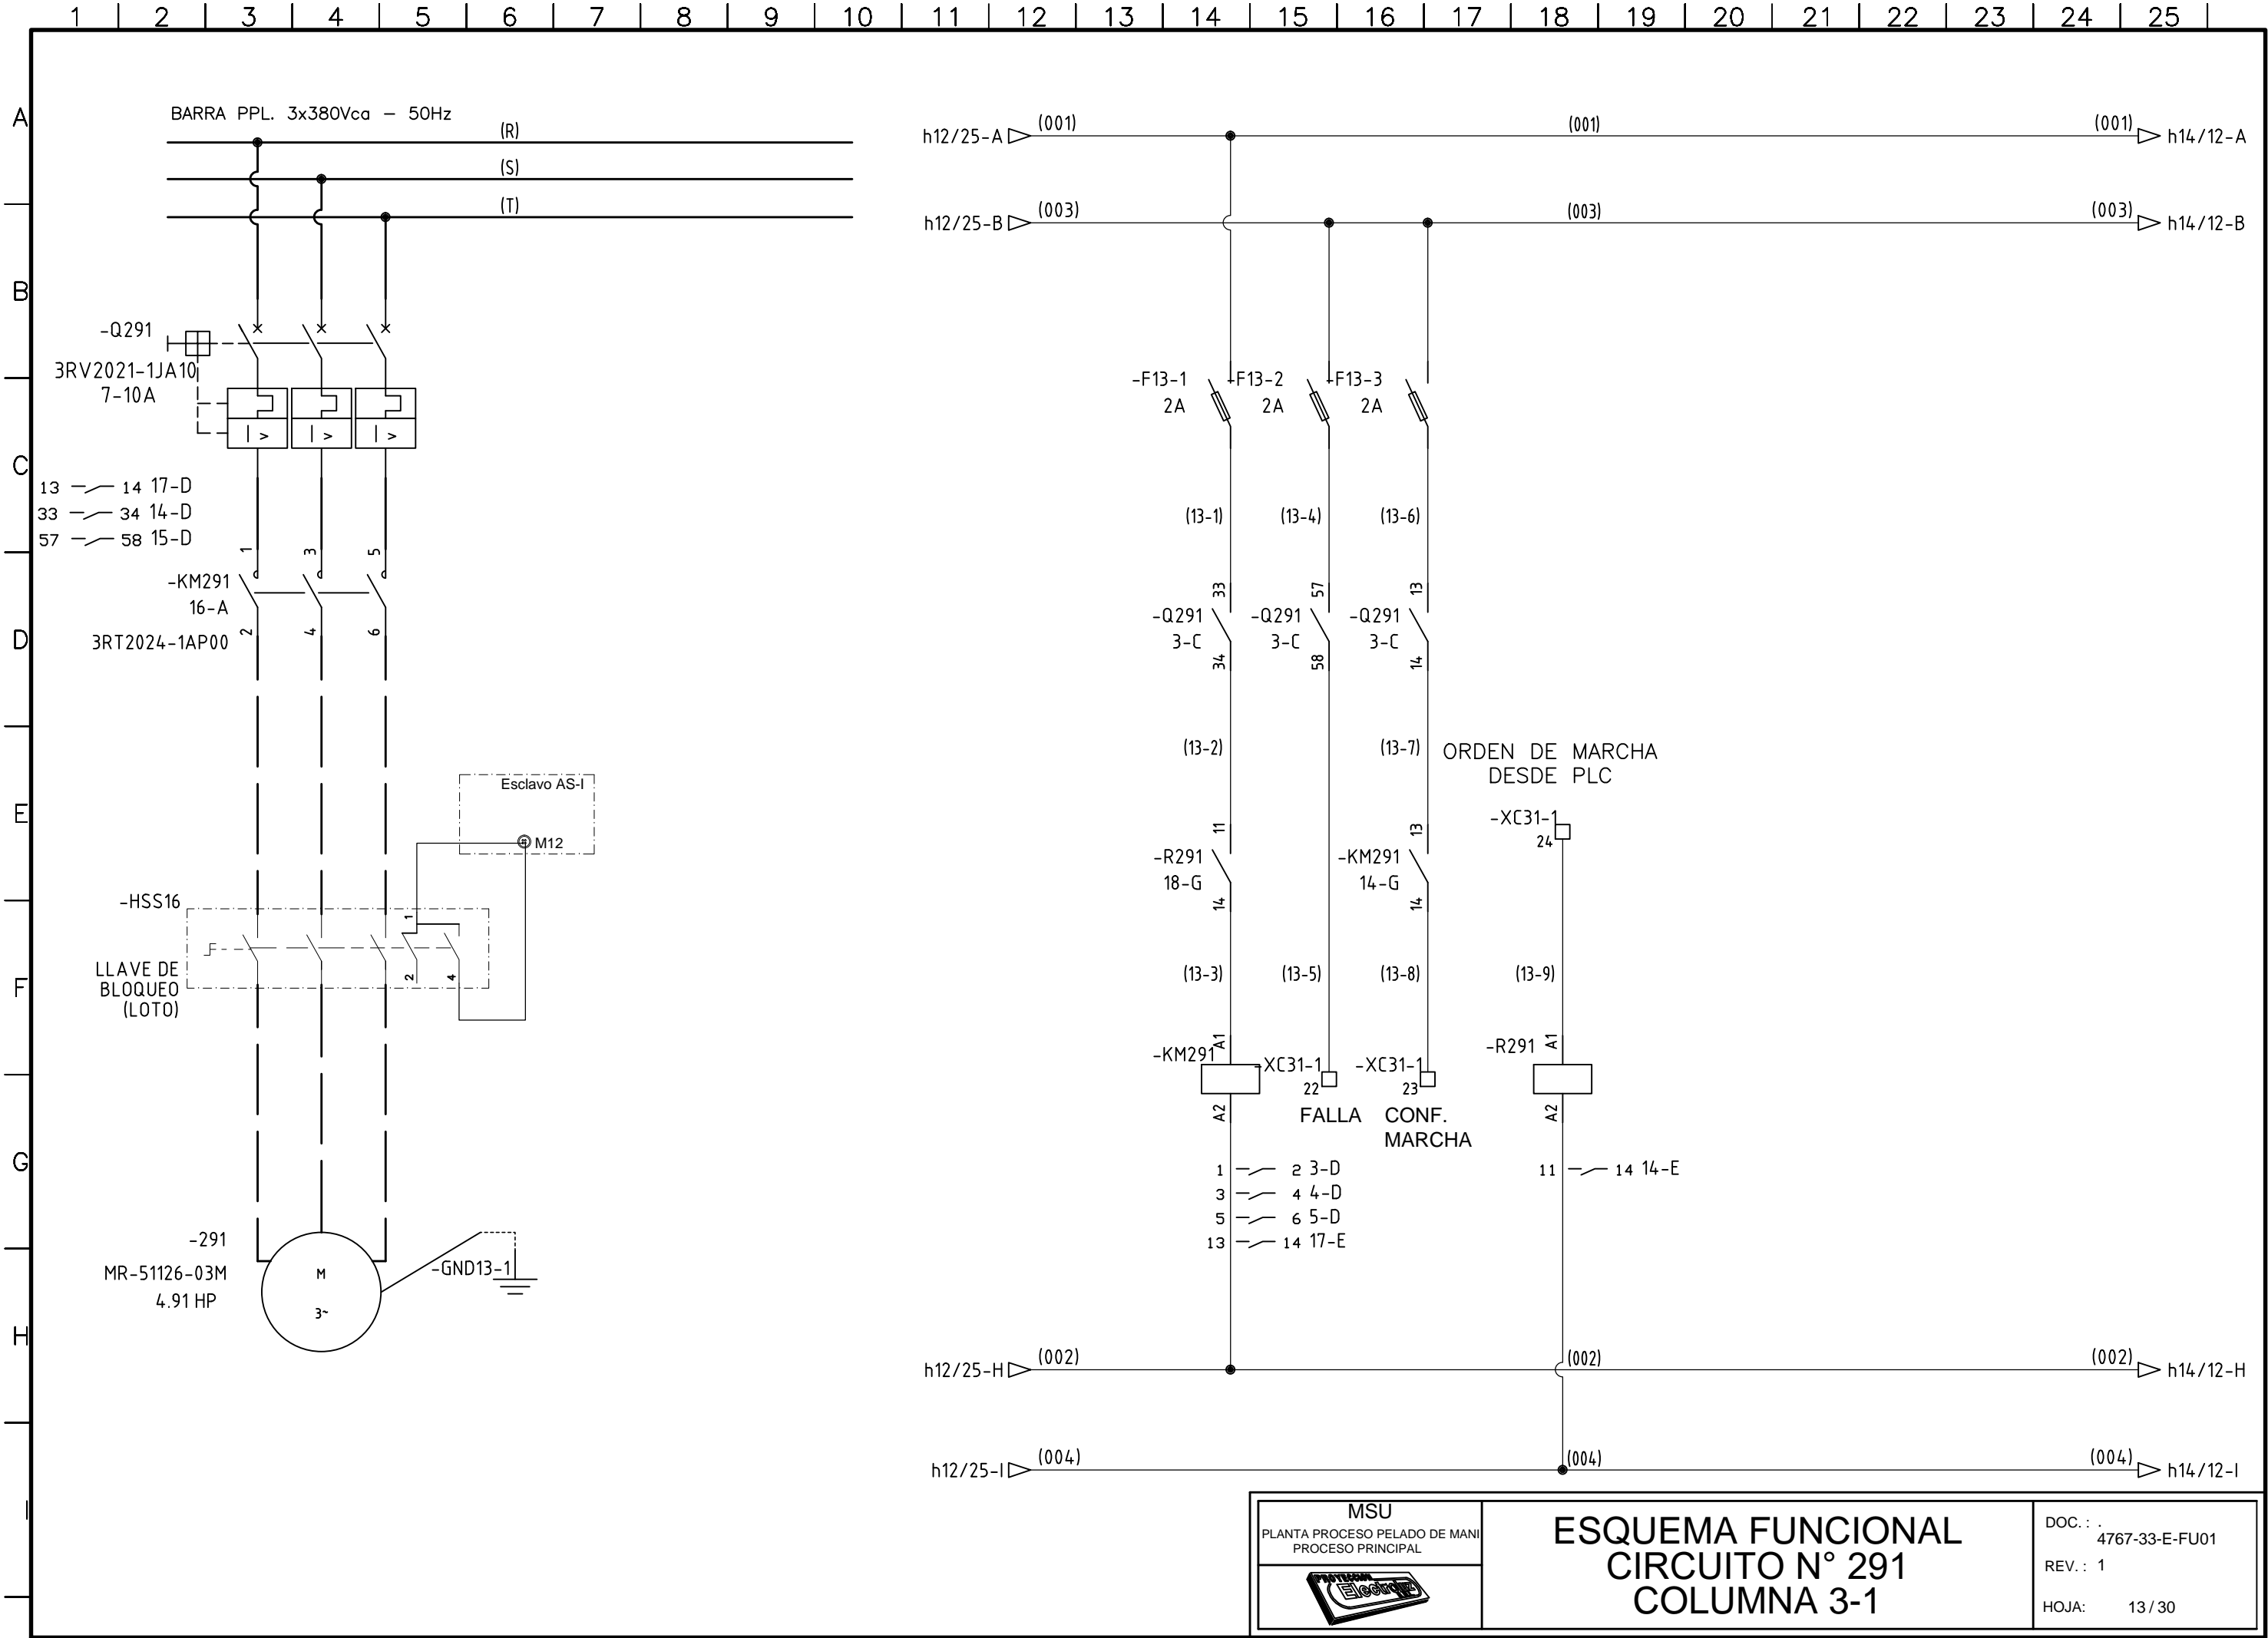 1 2 3 4 5 6 7 8 9 10 11 12 13 14 15 16 17 18 19 20 21 22 23 24 25
A
B
C
D
E
F
G
H
I
BARRA PPL. 3x380Vca - 50Hz
(R)
(S)
(T)
-Q291
3RV2021-1JA10
7-10A
I >
I >
I >
13 14 17-D
33 34 14-D
57 58 15-D
1 3 5
-KM291
16-A
2 4 6
3RT2024-1AP00
Esclavo AS-I
M12
-HSS16
1
2 4
LLAVE DE
BLOQUEO
(LOTO)
-291
MR-51126-03M
4.91 HP
M
3~
-GND13-1
h12/25-A (001) (001) (001) h14/12-A
h12/25-B (003) (003) (003) h14/12-B
-F13-1 -F13-2 -F13-3
2A 2A 2A
(13-1) (13-4) (13-6)
33 57 13
-Q291 -Q291 -Q291
3-C 3-C 3-C
34 58 14
(13-2) (13-7)
ORDEN DE MARCHA
DESDE PLC
-XC31-1
24
11 13
-R291 -KM291
18-G 14-G
14 14
(13-3) (13-5) (13-8) (13-9)
A1 A1
-KM291 -XC31-1 -XC31-1 -R291
22 23
A2 A2
FALLA CONF.
MARCHA
1 2 3-D
3 4 4-D
5 6 5-D
13 14 17-E
11 14 14-E
h12/25-H (002) (002) (002) h14/12-H
h12/25-I (004) (004) (004) h14/12-I
MSU
PLANTA PROCESO PELADO DE MANI
PROCESO PRINCIPAL
PROTECCION
Electroluz
ESQUEMA FUNCIONAL
CIRCUITO N° 291
COLUMNA 3-1
DOC. : .
4767-33-E-FU01
REV. : 1
HOJA: 13 / 30